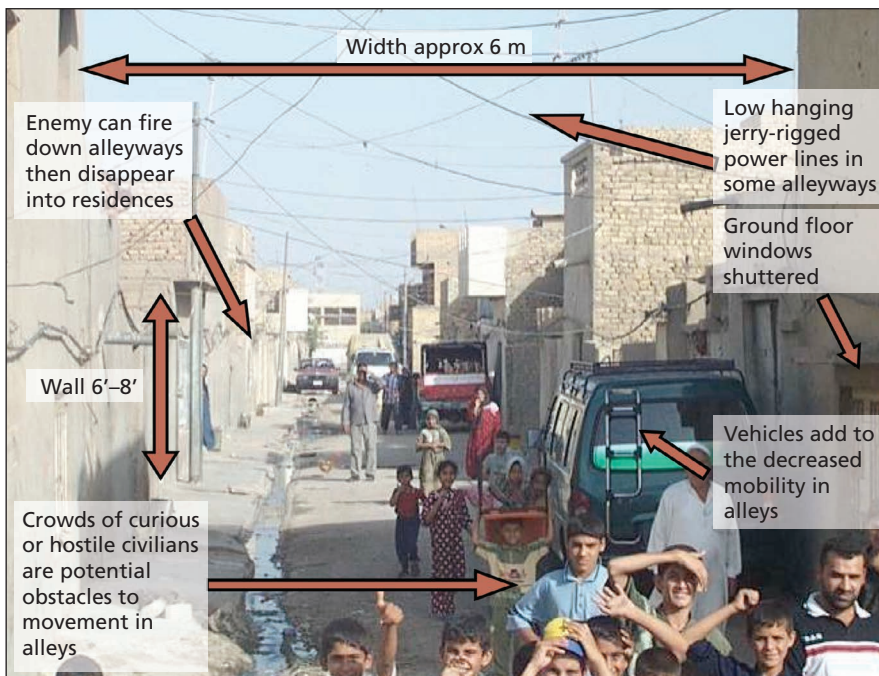 Width approx 6 m
Enemy can fire
down alleyways
then disappear
into residences
Low hanging
jerry-rigged
power lines in
some alleyways
Ground floor
windows
shuttered
Wall 6’–8’
Vehicles add to
the decreased
mobility in
alleys
Crowds of curious
or hostile civilians
are potential
obstacles to
movement in
alleys